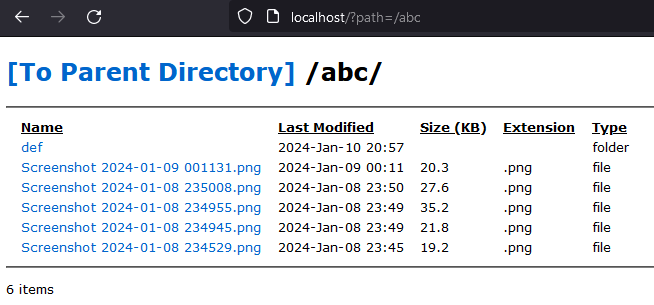 localhost/?path=/abc
[To Parent Directory] /abc/
Name Last Modified Size (KB) Extension Type
def 2024-Jan-10 20:57 folder
Screenshot 2024-01-09 001131.png 2024-Jan-09 00:11 20.3 .png file
Screenshot 2024-01-08 235008.png 2024-Jan-08 23:50 27.6 .png file
Screenshot 2024-01-08 234955.png 2024-Jan-08 23:49 35.2 .png file
Screenshot 2024-01-08 234945.png 2024-Jan-08 23:49 21.8 .png file
Screenshot 2024-01-08 234529.png 2024-Jan-08 23:45 19.2 .png file
6 items